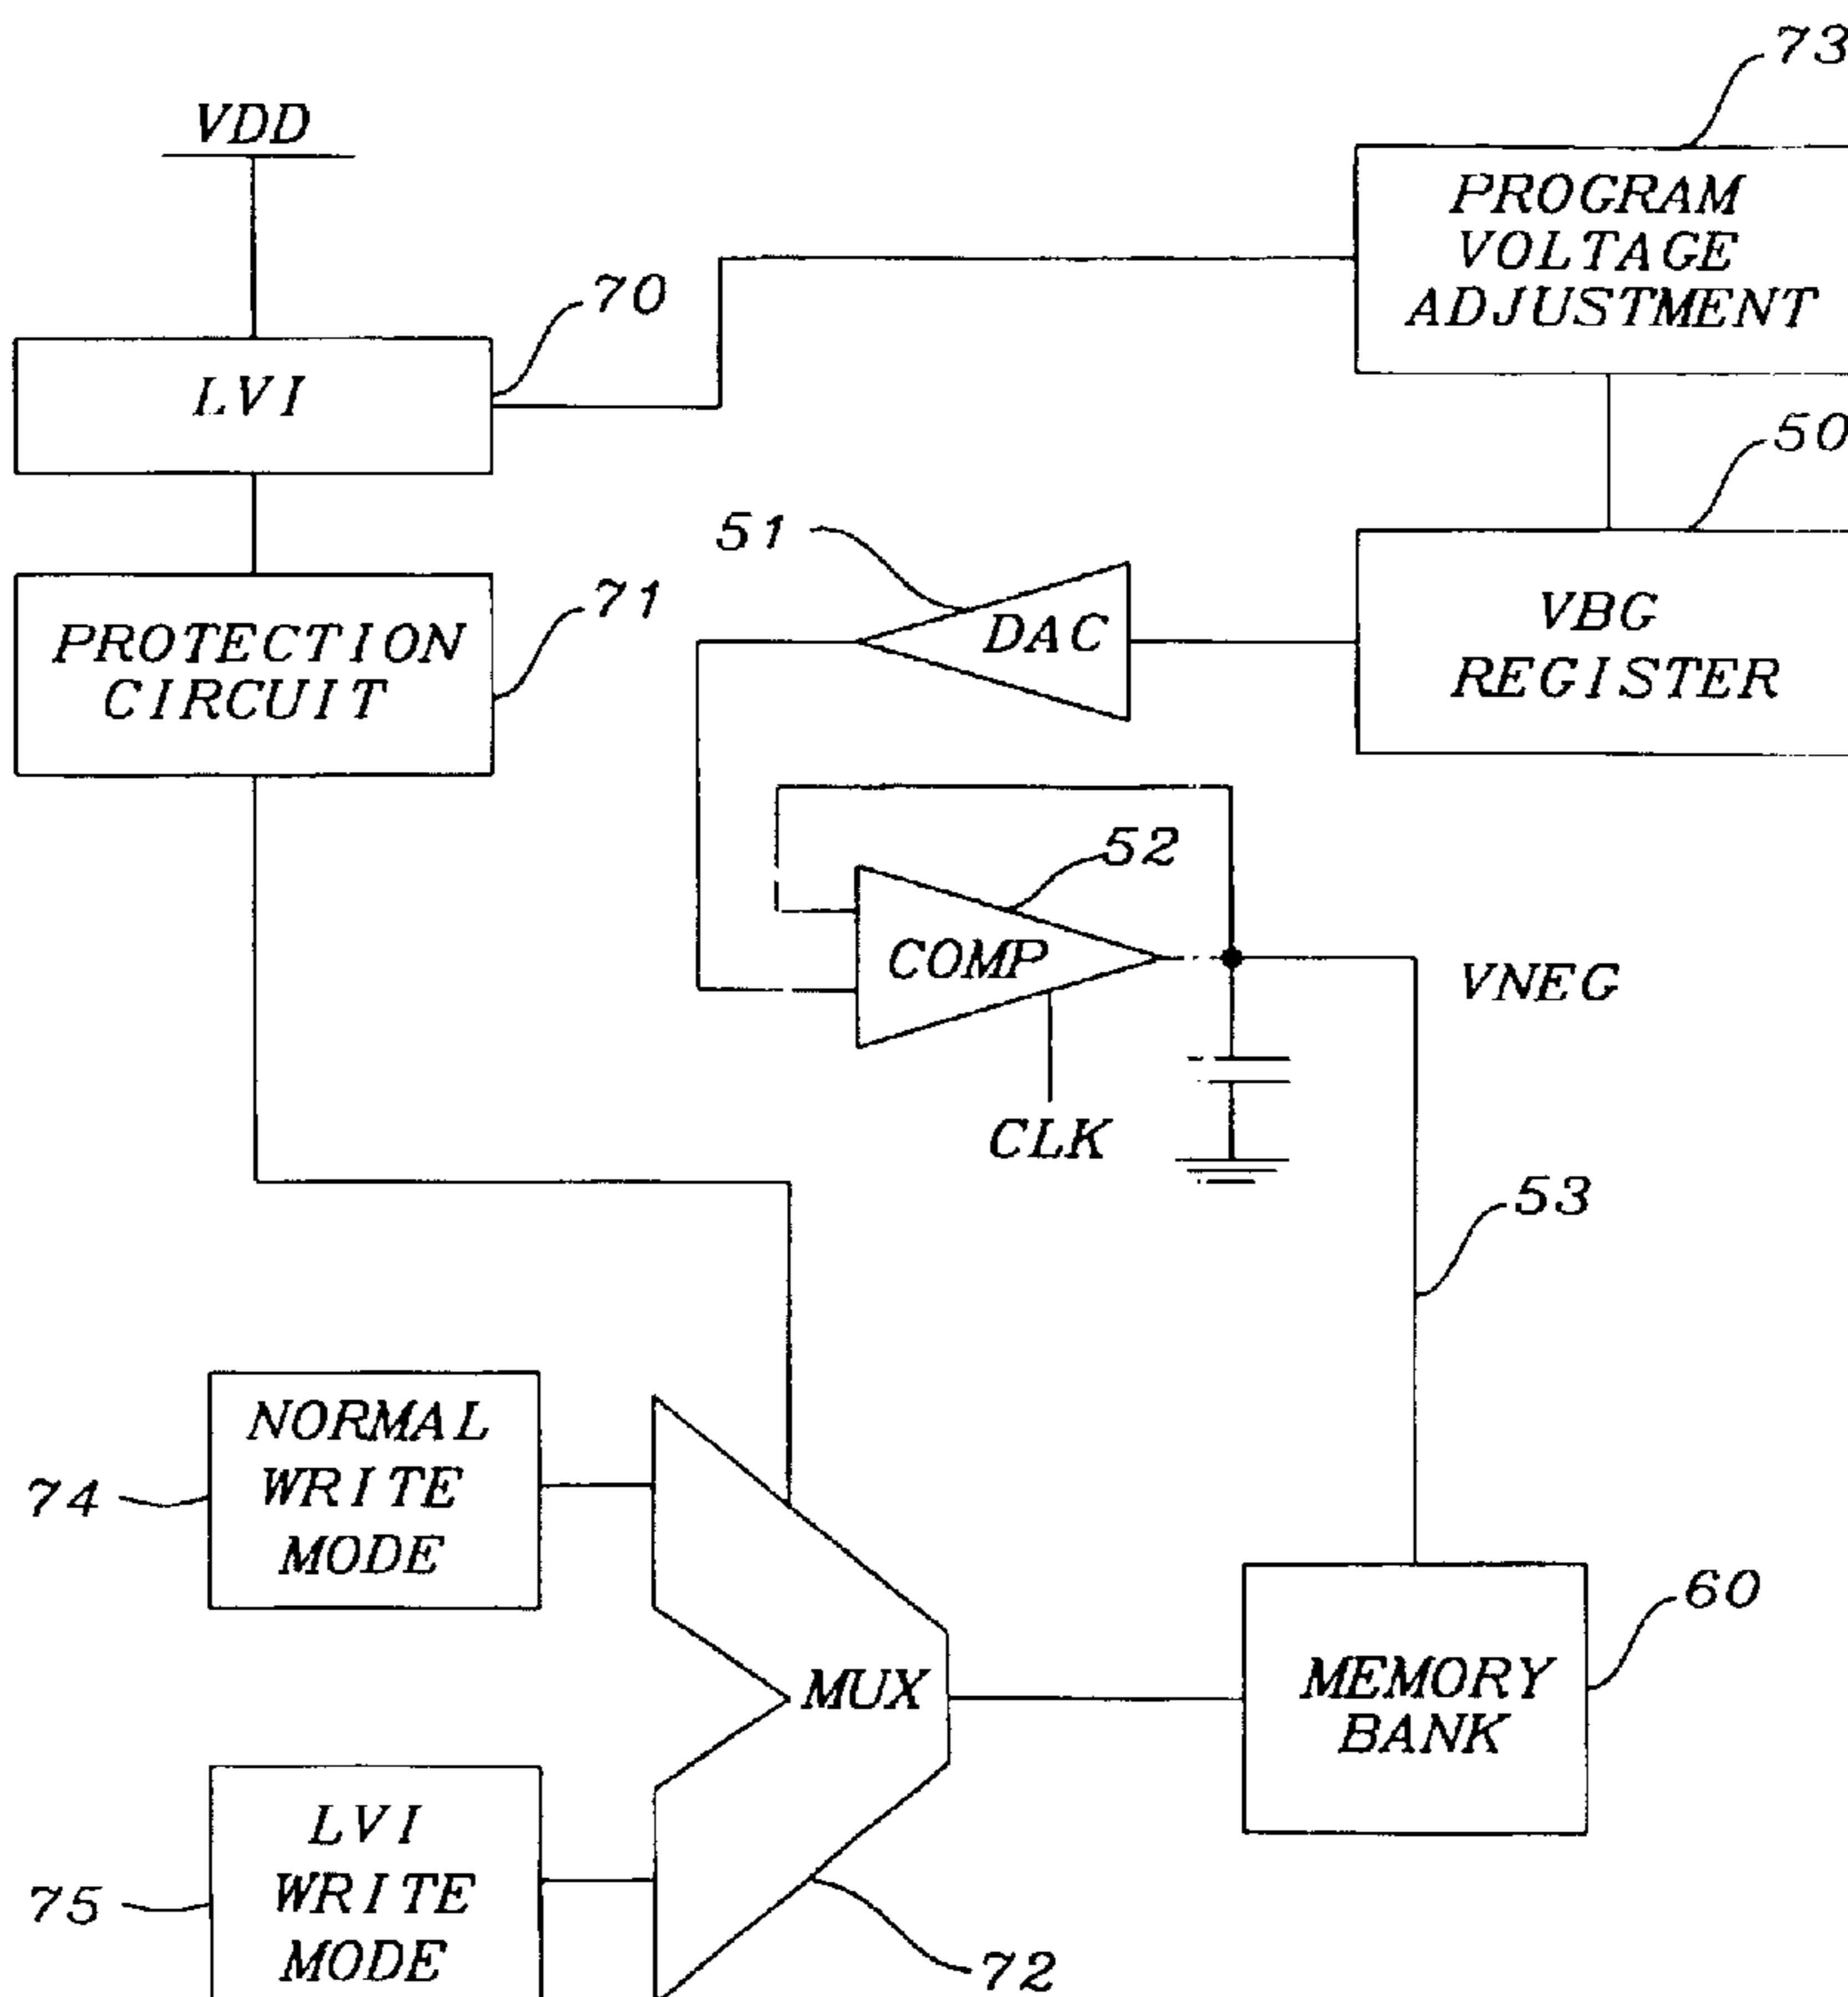 73
VDD
PROGRAM
VOLTAGE
ADJUSTMENT
70
LVI
50
51
DAC
VBG
REGISTER
71
PROTECTION
CIRCUIT
52
COMP
VNEG
CLK
53
NORMAL
WRITE
MODE
74
60
MUX
MEMORY
BANK
LVI
WRITE
MODE
75
72